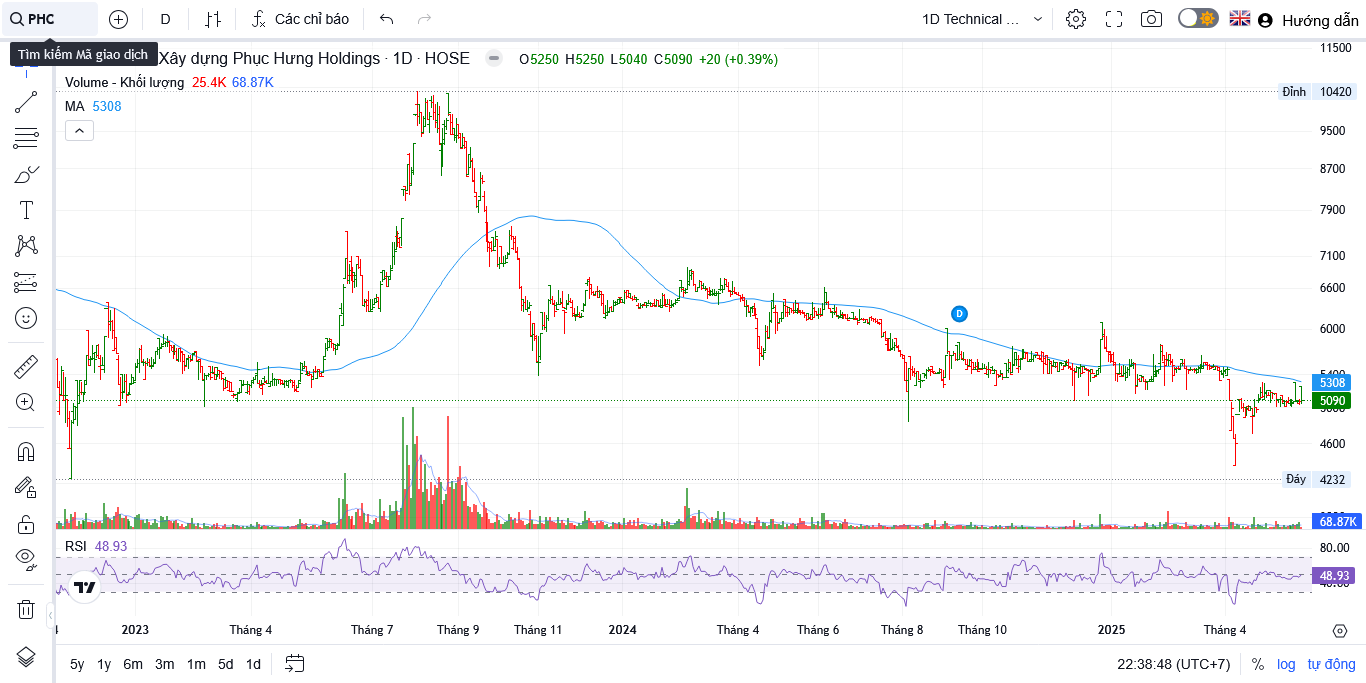 PHC
D
Các chỉ báo
1D Technical ...
Hướng dẫn
Tìm kiếm Mã giao dịch
Xây dựng Phục Hưng Holdings · 1D · HOSE
O5250 H5250 L5040 C5090 +20 (+0.39%)
Volume - Khối lượng 25.4K 68.87K
MA 5308
11500
Đỉnh 10420
9500
8700
7900
7100
6600
6000
D
5400
5308
5090
5000
4600
Đáy 4232
68.87K
RSI 48.93
80.00
48.93
40.00
2023
Tháng 4
Tháng 7
Tháng 9
Tháng 11
2024
Tháng 4
Tháng 6
Tháng 8
Tháng 10
2025
Tháng 4
5y 1y 6m 3m 1m 5d 1d
22:38:48 (UTC+7) % log tự động